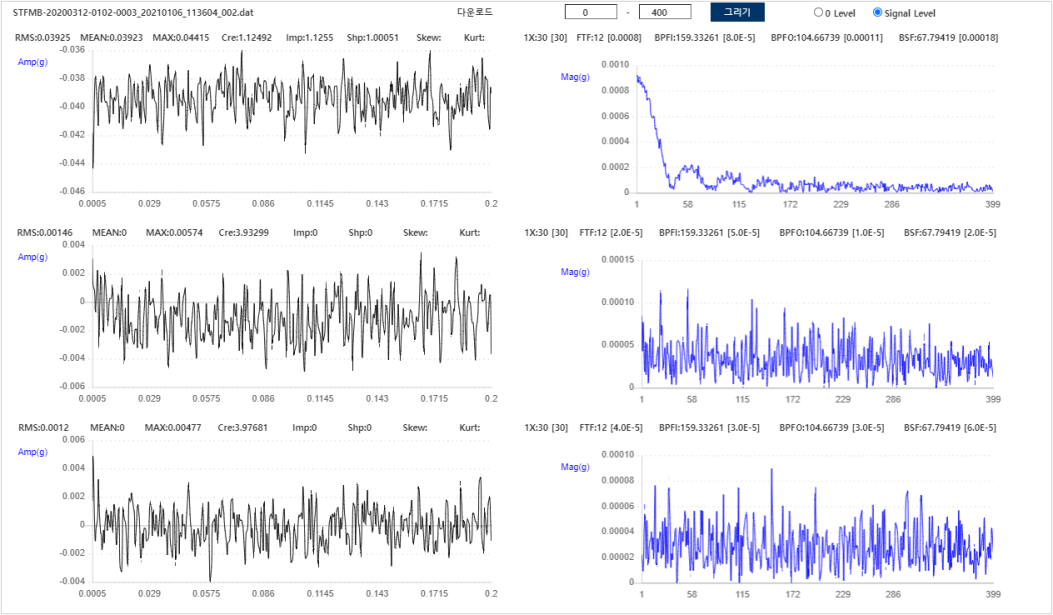 STFMB-20200312-0102-0003_20210106_113604_002.dat 다운로드 0 - 400 그리기 0 Level Signal Level
RMS:0.03925 MEAN:0.03923 MAX:0.04415 Cre:1.12492 Imp:1.1255 Shp:1.00051 Skew: Kurt:
1X:30 [30] FTF:12 [0.0008] BPFI:159.33261 [8.0E-5] BPFO:104.66739 [0.00011] BSF:67.79419 [0.00018]
Amp(g)
-0.036
-0.038
-0.040
-0.042
-0.044
-0.046
0.0005 0.029 0.0575 0.086 0.1145 0.143 0.1715 0.2
Mag(g)
0.0010
0.0008
0.0006
0.0004
0.0002
0
1 58 115 172 229 286 399
RMS:0.00146 MEAN:0 MAX:0.00574 Cre:3.93299 Imp:0 Shp:0 Skew: Kurt:
1X:30 [30] FTF:12 [2.0E-5] BPFI:159.33261 [5.0E-5] BPFO:104.66739 [1.0E-5] BSF:67.79419 [2.0E-5]
Amp(g)
0.004
0.002
0
-0.002
-0.004
-0.006
0.0005 0.029 0.0575 0.086 0.1145 0.143 0.1715 0.2
Mag(g)
0.00015
0.00010
0.00005
0
1 58 115 172 229 286 399
RMS:0.0012 MEAN:0 MAX:0.00477 Cre:3.97681 Imp:0 Shp:0 Skew: Kurt:
1X:30 [30] FTF:12 [4.0E-5] BPFI:159.33261 [3.0E-5] BPFO:104.66739 [3.0E-5] BSF:67.79419 [6.0E-5]
Amp(g)
0.006
0.004
0.002
0
-0.002
-0.004
0.0005 0.029 0.0575 0.086 0.1145 0.143 0.1715 0.2
Mag(g)
0.00010
0.00008
0.00006
0.00004
0.00002
0
1 58 115 172 229 286 399